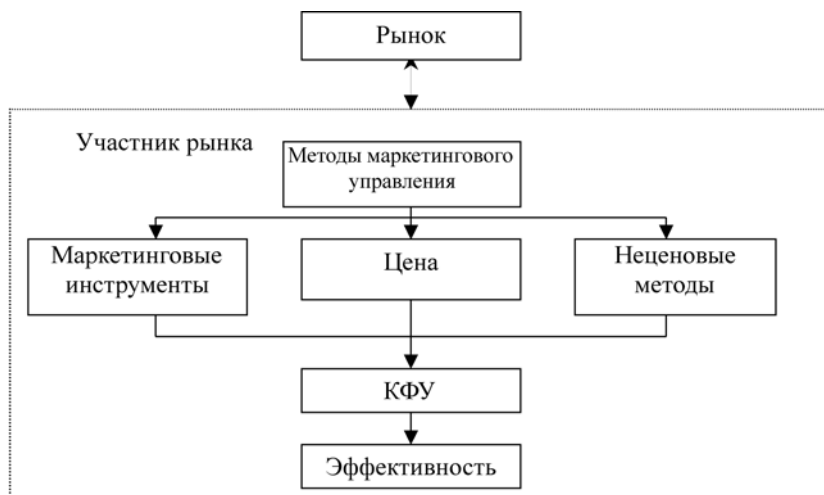 Рынок
Участник рынка
Методы маркетингового
управления
Маркетинговые
инструменты
Цена
Неценовые
методы
КФУ
Эффективность